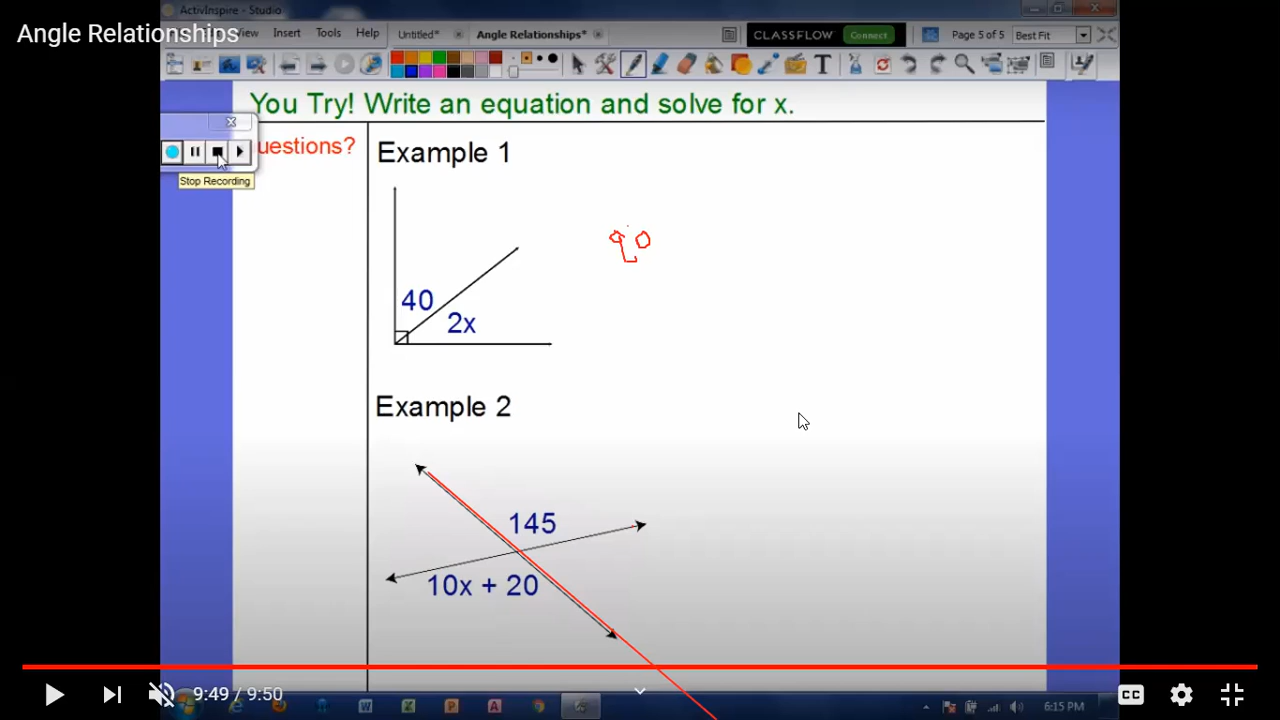 ActivInspire - Studio
Angle Relationships
View Insert Tools Help Untitled* Angle Relationships* CLASSFLOW Connect Page 5 of 5 Best Fit
You Try! Write an equation and solve for x.
uestions?
Stop Recording
Example 1
90
40
2x
Example 2
145
10x + 20
9:49 / 9:50
CC
6:15 PM